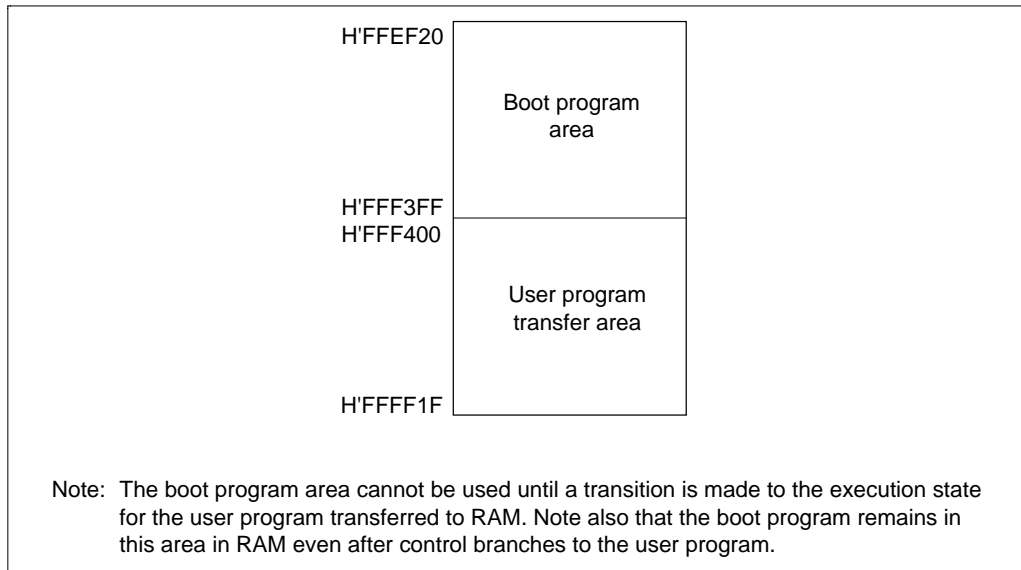 H'FFEF20
Boot program
area
H'FFF3FF
H'FFF400
User program
transfer area
H'FFFF1F
Note: The boot program area cannot be used until a transition is made to the execution state
for the user program transferred to RAM. Note also that the boot program remains in
this area in RAM even after control branches to the user program.